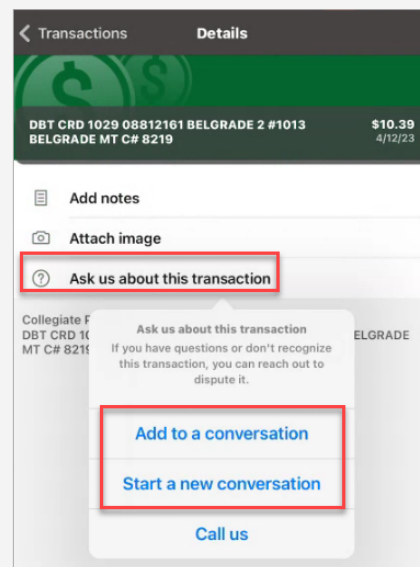 Transactions
Details
DBT CRD 1029 08812161 BELGRADE 2 #1013
$10.39
BELGRADE MT C# 8219
4/12/23
Add notes
Attach image
Ask us about this transaction
Collegiate
DBT CRD
ELGRADE
MT C# 8219
Ask us about this transaction
If you have questions or don't recognize
this transaction, you can reach out to
dispute it.
Add to a conversation
Start a new conversation
Call us